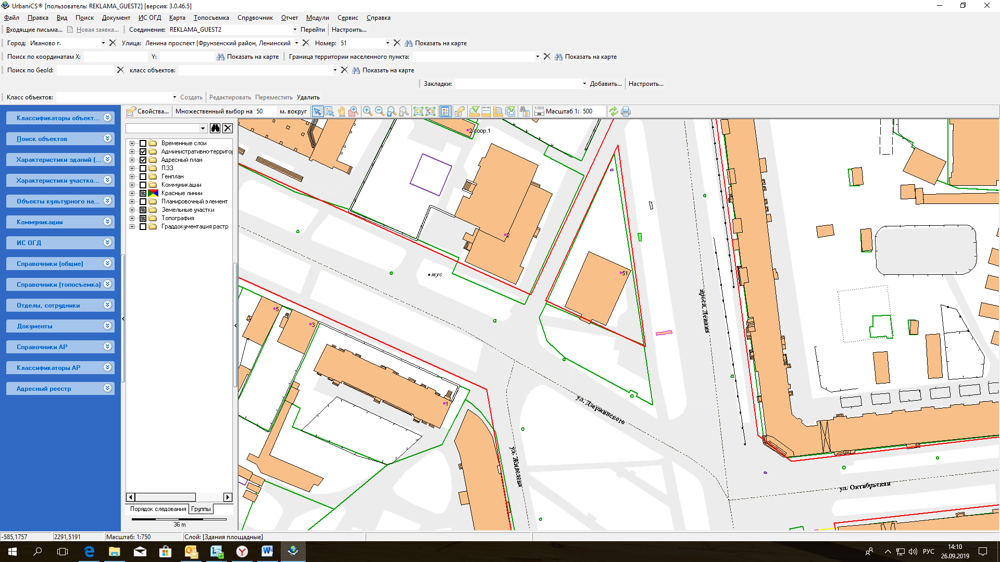 UrbaniCS® [пользователь: REKLAMA_GUEST2] [версия: 3.0.46.5]
Файл Правка Вид Поиск Документ ИС ОГД Карта Топосъемка Справочник Отчет Модули Сервис Справка
Входящие письма... Новая заявка... Соединение: REKLAMA_GUEST2 Перейти Настроить...
Город: Иваново г. Улица: Ленина проспект [Фрунзенский район, Ленинский Номер: 51 Показать на карте
Поиск по координатам X: Y: Показать на карте Граница территории населенного пункта: Показать на карте
Поиск по GeoId: класс объектов: Показать на карте
Закладки: Добавить... Настроить...
Класс объектов: Создать Редактировать Переместить Удалить
Свойства... Множественный выбор на 50 м. вокруг 1:100 Масштаб 1: 500
Классификаторы объект...
Поиск объектов
Характеристики зданий (...
Характеристики участко...
Объекты культурного на...
Коммуникации
ИС ОГД
Справочники (общие)
Справочники (топосъемка)
Отделы, сотрудники
Документы
Справочники АР
Классификаторы АР
Адресный реестр
Временные слои
Административно-территор
Адресный план
ПЗЗ
Генплан
Коммуникации
Красные линии
Планировочный элемент
Земельные участки
Топография
Граддокументация растр
Порядок следования Группы
36 m
2 соор.1
2
51
мус
5
3
1
просп. Ленина
ул. Дзержинского
ул. Жиделева
ул. Октябрьская
-585,1757 2291,5191 Масштаб: 1:750 Слой: [Здания площадные]
РУС
14:10
26.09.2019